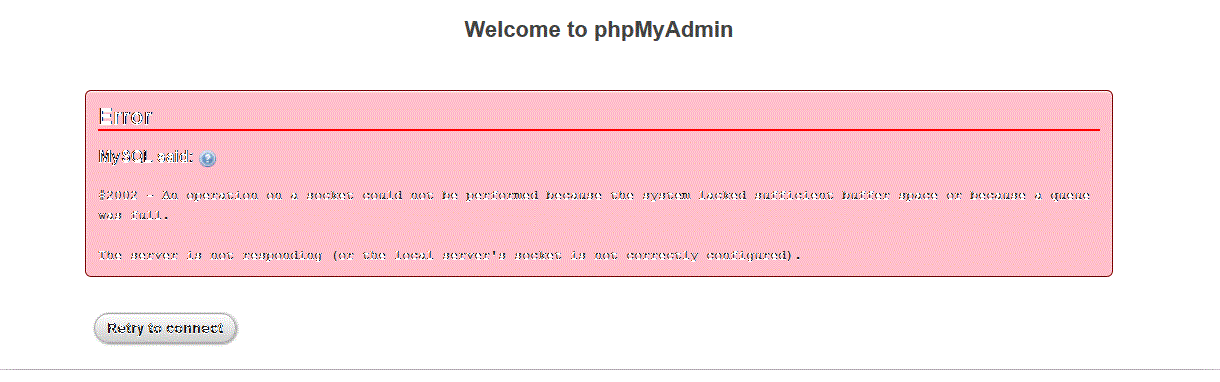 Welcome to phpMyAdmin
Error
MySQL said:
#2002 - An operation on a socket could not be performed because the system lacked sufficient buffer space or because a queue
was full.
The server is not responding (or the local server's socket is not correctly configured).
Retry to connect